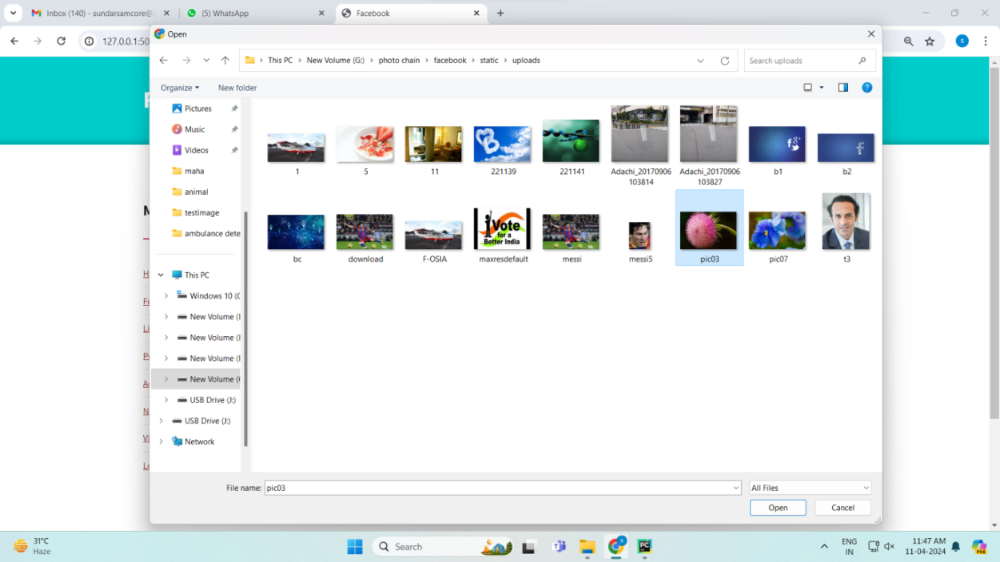 Inbox (140) - sundarsamcore@
(5) WhatsApp
Facebook
127.0.0.1:50
Open
This PC > New Volume (G:) > photo chain > facebook > static > uploads
Search uploads
Organize
New folder
Pictures
Music
Videos
maha
animal
testimage
ambulance dete
This PC
Windows 10 (C
New Volume (
New Volume (
New Volume (
New Volume (
USB Drive (J:)
USB Drive (J:)
Network
1
5
11
221139
221141
Adachi_20170906
103814
Adachi_20170906
103827
b1
b2
g+
f
bc
download
F-OSIA
maxresdefault
messi
messi5
pic03
pic07
t3
Vote
for a
Better India
File name: pic03
All Files
Open
Cancel
31°C
Haze
Search
ENG
IN
11:47 AM
11-04-2024